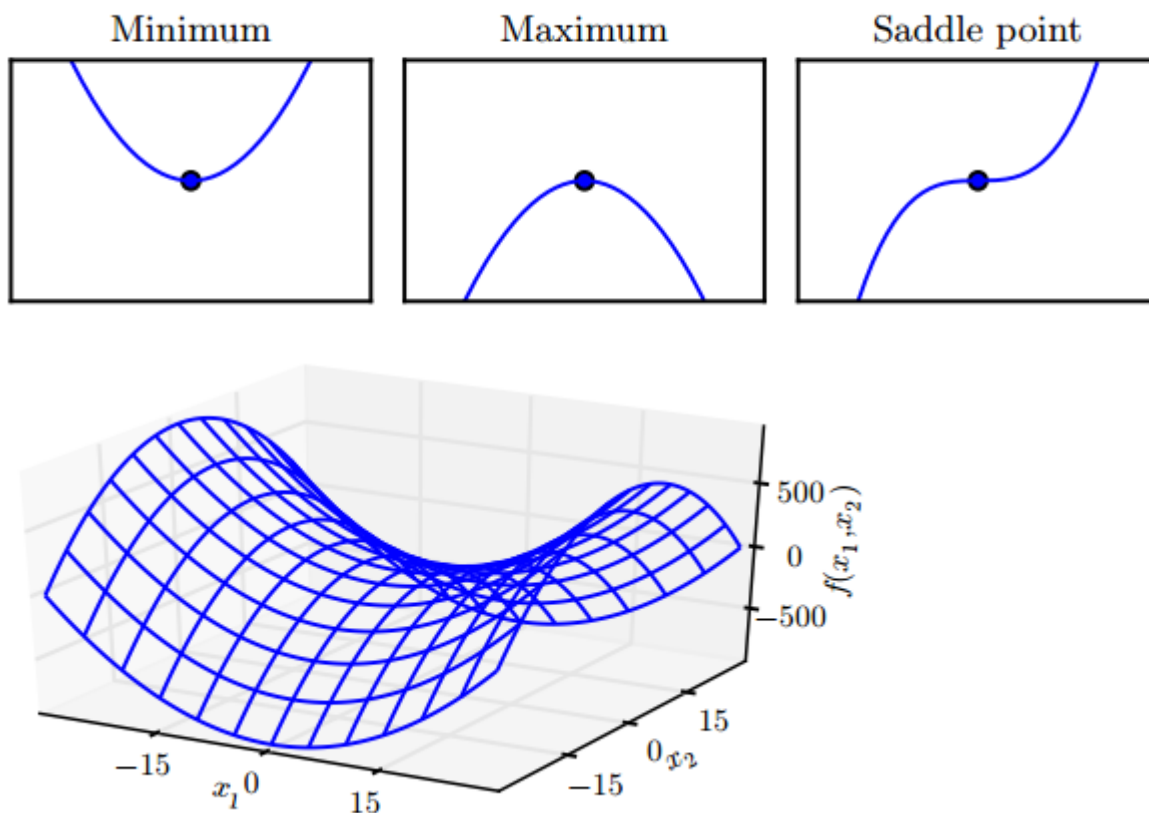 Minimum
Maximum
Saddle point
500
0
−500
f(x₁,x₂)
−15
0
15
x₁
−15
0
15
x₂